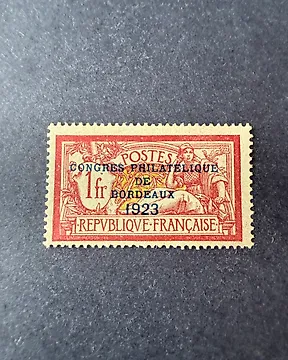 POSTES
CONGRES PHILATELIQUE
DE
BORDEAUX
1923
1fr
REPVBLIQVE·FRANÇAISE